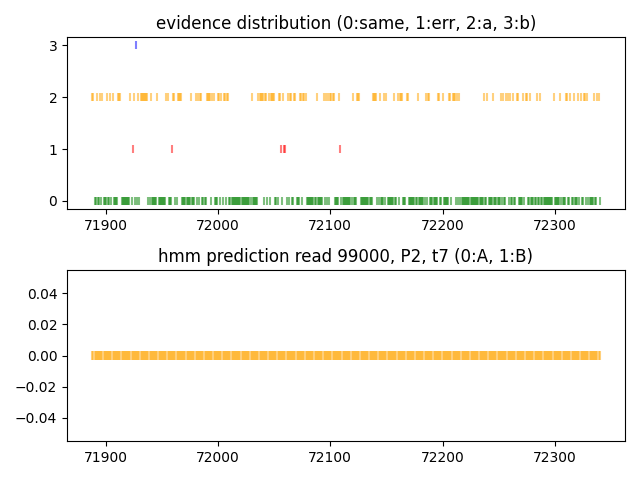 evidence distribution (0:same, 1:err, 2:a, 3:b)
3
2
1
0
71900 72000 72100 72200 72300
hmm prediction read 99000, P2, t7 (0:A, 1:B)
0.04
0.02
0.00
−0.02
−0.04
71900 72000 72100 72200 72300